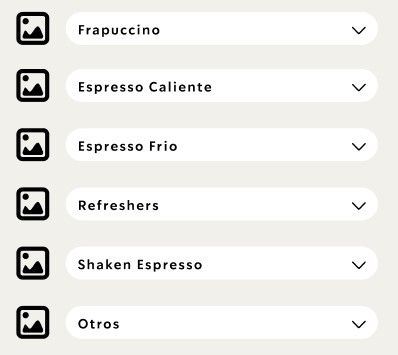 Frapuccino
Espresso Caliente
Espresso Frio
Refreshers
Shaken Espresso
Otros